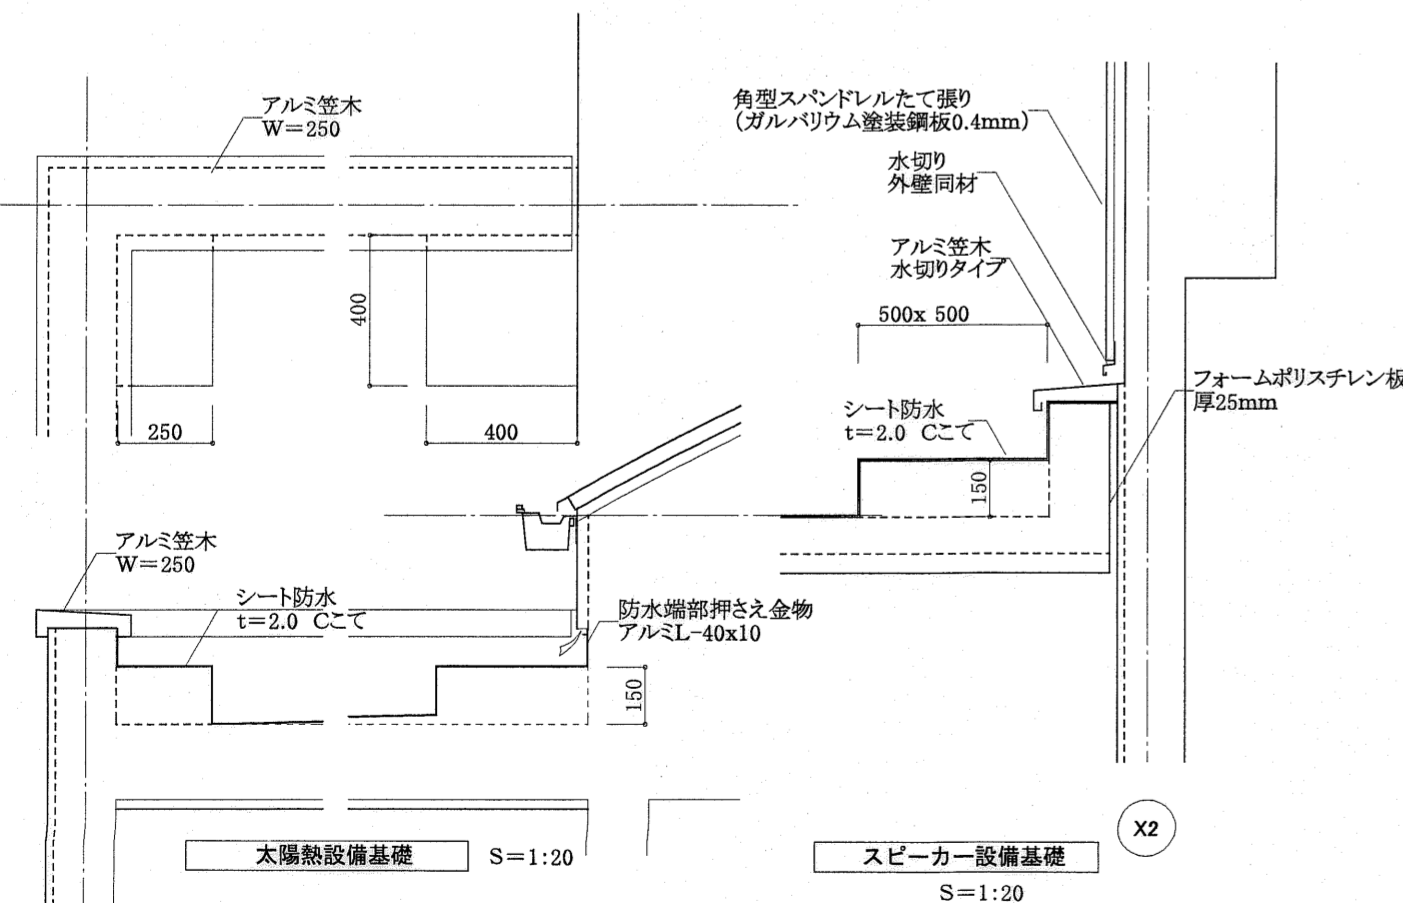 アルミ笠木
W=250
400
250
400
アルミ笠木
W=250
シート防水
t=2.0 Cこて
防水端部押さえ金物
アルミL-40x10
150
太陽熱設備基礎
S=1:20
角型スパンドレルたて張り
(ガルバリウム塗装鋼板0.4mm)
水切り
外壁同材
アルミ笠木
水切りタイプ
500x 500
シート防水
t=2.0 Cこて
150
フォームポリスチレン板
厚25mm
X2
スピーカー設備基礎
S=1:20